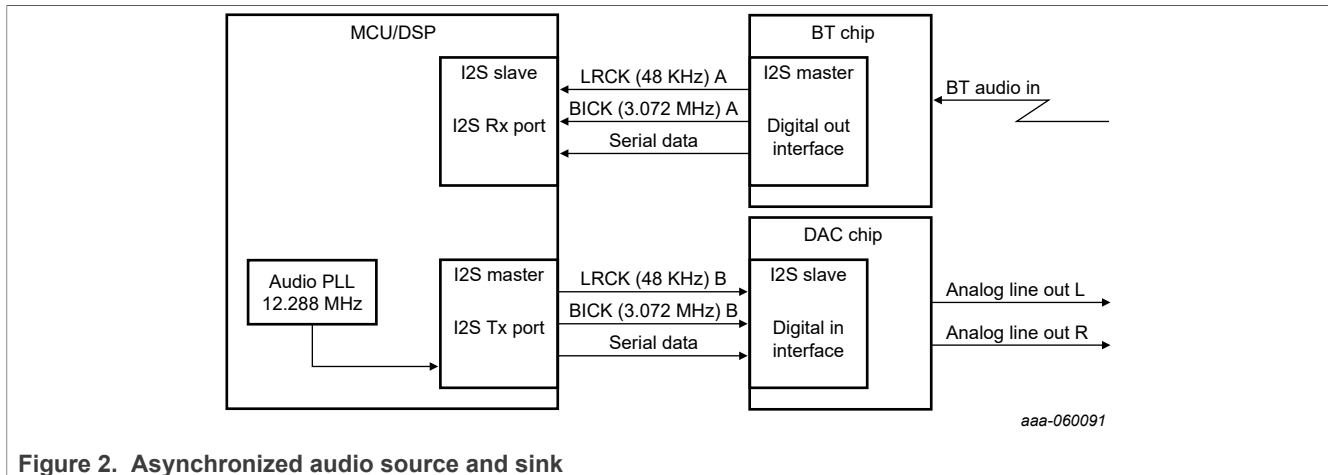 MCU/DSP
I2S slave
I2S Rx port
LRCK (48 KHz) A
BICK (3.072 MHz) A
Serial data
BT chip
I2S master
Digital out
interface
BT audio in
Audio PLL
12.288 MHz
I2S master
I2S Tx port
LRCK (48 KHz) B
BICK (3.072 MHz) B
Serial data
DAC chip
I2S slave
Digital in
interface
Analog line out L
Analog line out R
aaa-060091
Figure 2. Asynchronized audio source and sink